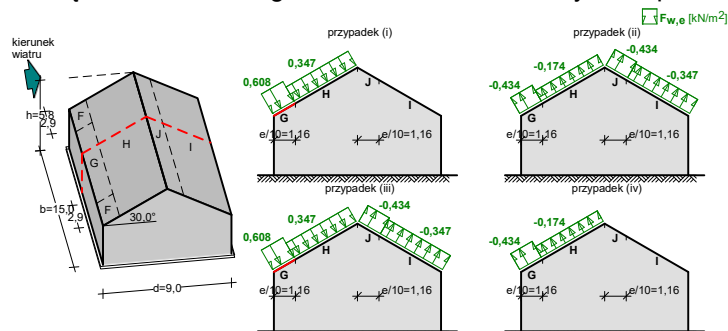 F_w,e [kN/m²]
kierunek
wiatru
h=5,8
2,9
F
G
H
J
I
F
b=15,0
2,9
30,0°
d=9,0
przypadek (i)
0,608
0,347
G
H
J
I
e/10=1,16
e/10=1,16
przypadek (ii)
-0,434
-0,174
-0,434
-0,347
G
H
J
I
e/10=1,16
e/10=1,16
przypadek (iii)
0,608
0,347
-0,434
-0,347
G
H
J
I
e/10=1,16
e/10=1,16
przypadek (iv)
-0,434
-0,174
G
H
J
I
e/10=1,16
e/10=1,16